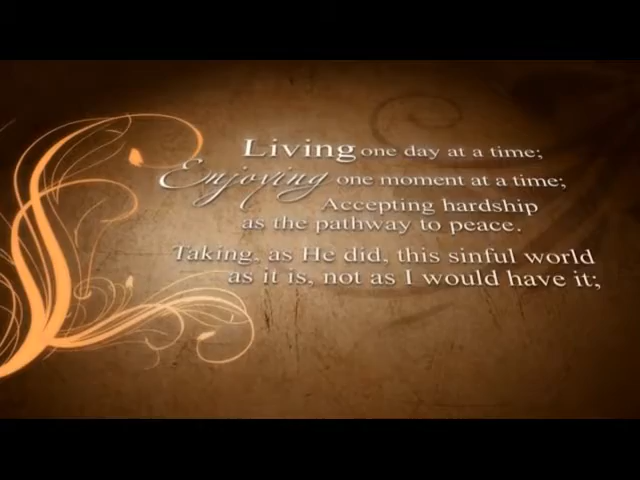 Living one day at a time;
Enjoying one moment at a time;
Accepting hardship
as the pathway to peace.
Taking, as He did, this sinful world
as it is, not as I would have it;